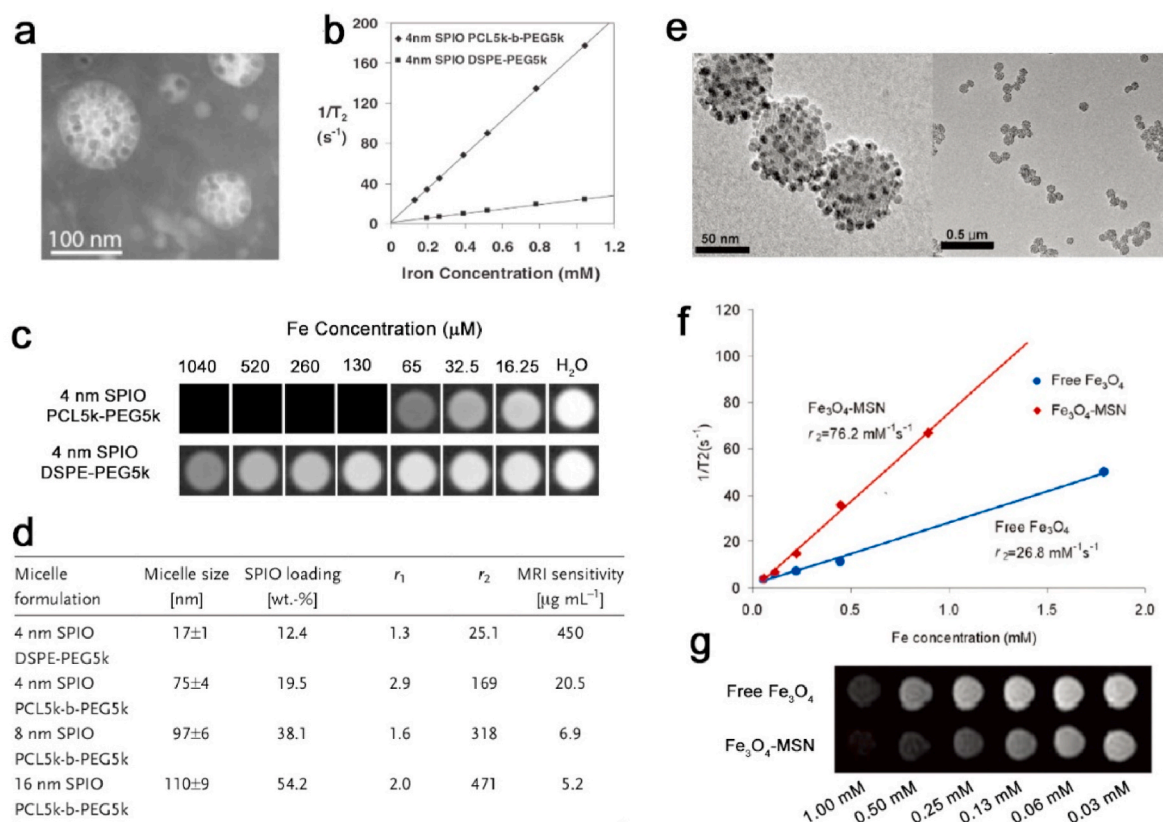 a
100 nm
b
200
160
120
80
40
0
1/T₂
(s⁻¹)
4nm SPIO PCL5k-b-PEG5k
4nm SPIO DSPE-PEG5k
0 0.2 0.4 0.6 0.8 1 1.2
Iron Concentration (mM)
c
Fe Concentration (μM)
1040 520 260 130 65 32.5 16.25 H₂O
4 nm SPIO
PCL5k-PEG5k
4 nm SPIO
DSPE-PEG5k
d
Micelle formulation Micelle size [nm] SPIO loading [wt.-%] r₁ r₂ MRI sensitivity [μg mL⁻¹]
4 nm SPIO 17±1 12.4 1.3 25.1 450
DSPE-PEG5k
4 nm SPIO 75±4 19.5 2.9 169 20.5
PCL5k-b-PEG5k
8 nm SPIO 97±6 38.1 1.6 318 6.9
PCL5k-b-PEG5k
16 nm SPIO 110±9 54.2 2.0 471 5.2
PCL5k-b-PEG5k
e
50 nm
0.5 μm
f
120
100
80
60
40
20
0
1/T2(s⁻¹)
Free Fe₃O₄
Fe₃O₄-MSN
Fe₃O₄-MSN
r₂=76.2 mM⁻¹s⁻¹
Free Fe₃O₄
r₂=26.8 mM⁻¹s⁻¹
0.0 0.5 1.0 1.5 2.0
Fe concentration (mM)
g
Free Fe₃O₄
Fe₃O₄-MSN
1.00 mM 0.50 mM 0.25 mM 0.13 mM 0.06 mM 0.03 mM